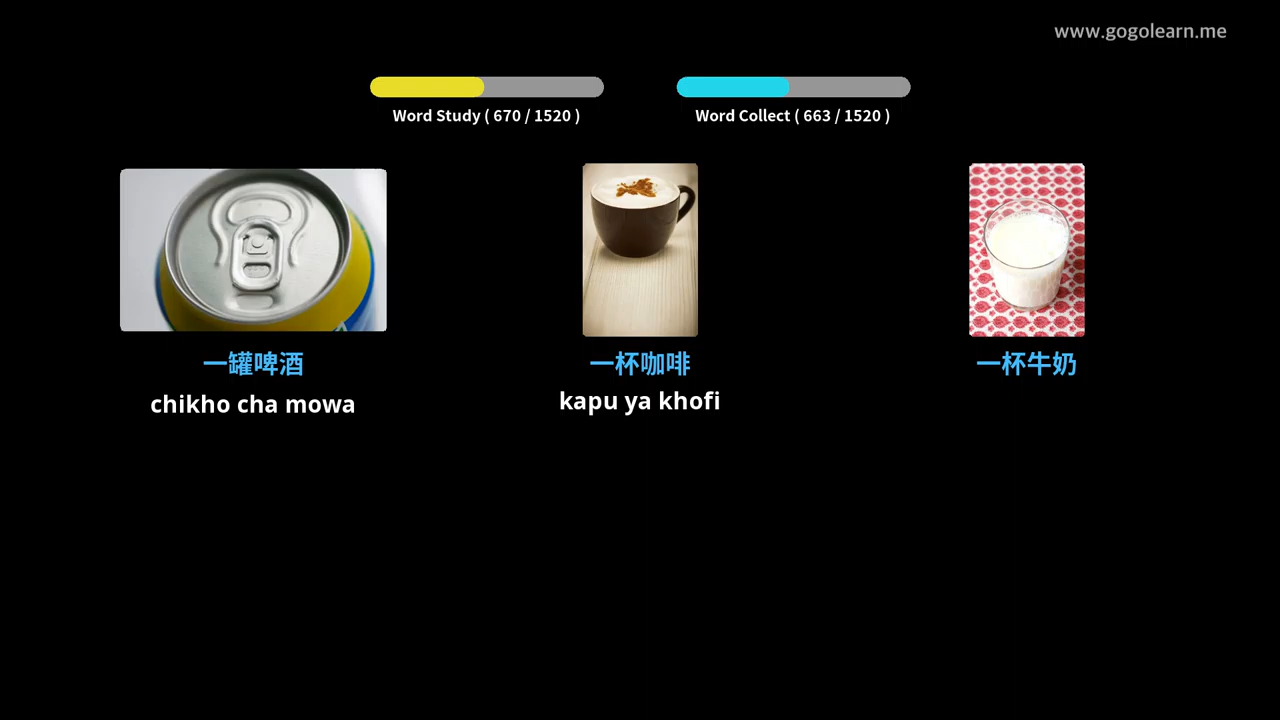 www.gogolearn.me
Word Study ( 670 / 1520 )
Word Collect ( 663 / 1520 )
一罐啤酒
一杯咖啡
一杯牛奶
chikho cha mowa
kapu ya khofi